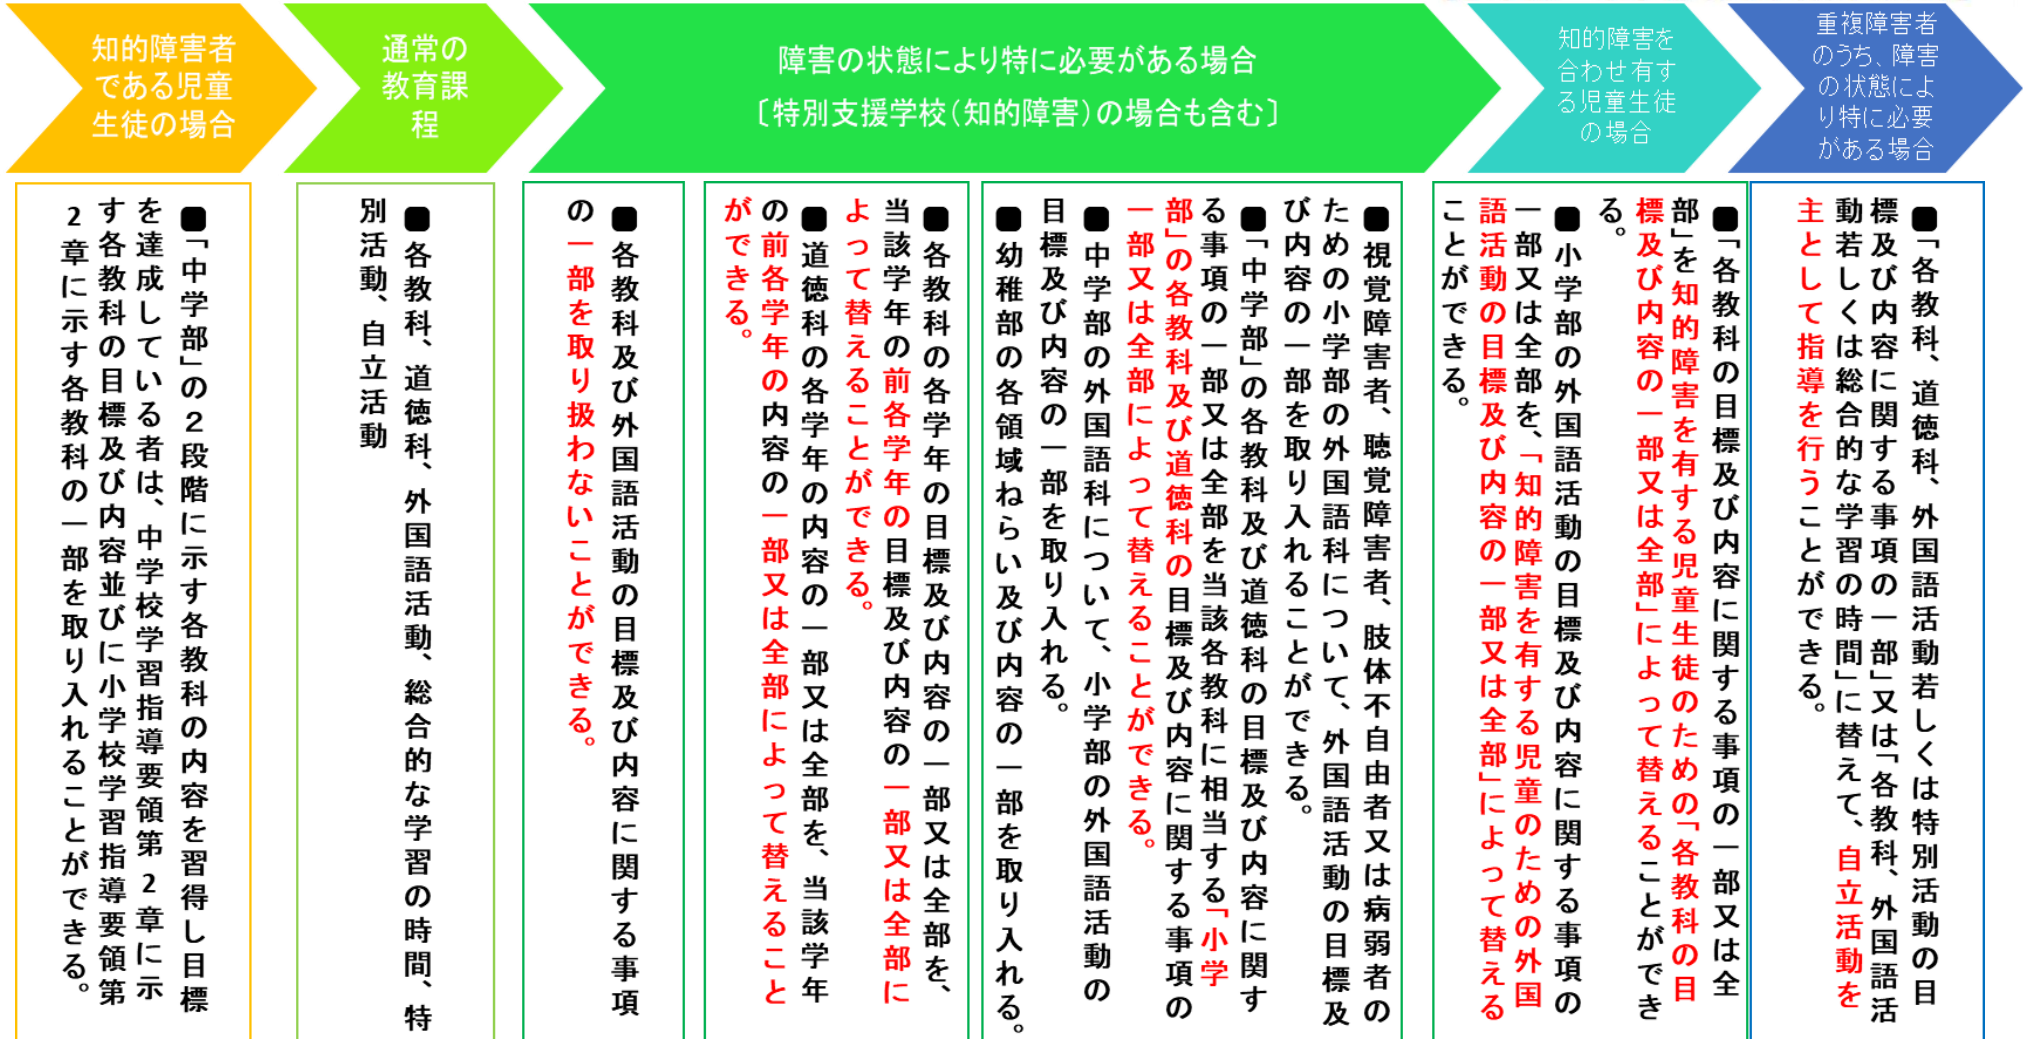 知的障害者
である児童
生徒の場合
通常の
教育課
程
障害の状態により特に必要がある場合
〔特別支援学校（知的障害）の場合も含む〕
知的障害を
合わせ有す
る児童生徒
の場合
重複障害者
のうち、障害
の状態によ
り特に必要
がある場合
■「中学部」の２段階に示す各教科の内容を習得し目標
を達成している者は、中学校学習指導要領第２章に示
す各教科の目標及び内容並びに小学校学習指導要領第
２章に示す各教科の一部を取り入れることができる。
■各教科、道徳科、外国語活動、総合的な学習の時間、特
別活動、自立活動
■各教科及び外国語活動の目標及び内容に関する事項
の一部を取り扱わないことができる。
■各教科の各学年の目標及び内容の一部又は全部を、
当該学年の前各学年の目標及び内容の一部又は全部に
よって替えることができる。
■道徳科の各学年の内容の一部又は全部を、当該学年
の前各学年の内容の一部又は全部によって替えること
ができる。
■視覚障害者、聴覚障害者、肢体不自由者又は病弱者の
ための小学部の外国語科について、外国語活動の目標及
び内容の一部を取り入れることができる。
■「中学部」の各教科及び道徳科の目標及び内容に関す
る事項の一部又は全部を当該各教科に相当する「小学
部」の各教科及び道徳科の目標及び内容に関する事項の
一部又は全部によって替えることができる。
■中学部の外国語科について、小学部の外国語活動の
目標及び内容の一部を取り入れる。
■幼稚部の各領域ねらい及び内容の一部を取り入れる。
■「各教科の目標及び内容に関する事項の一部又は全
部」を知的障害を有する児童生徒のための「各教科の目
標及び内容の一部又は全部」によって替えることができ
る。
■小学部の外国語活動の目標及び内容に関する事項の
一部又は全部を、「知的障害を有する児童のための外国
語活動の目標及び内容の一部又は全部」によって替える
ことができる。
■「各教科、道徳科、外国語活動若しくは特別活動の目
標及び内容に関する事項の一部」又は「各教科、外国語活
動若しくは総合的な学習の時間」に替えて、自立活動を
主として指導を行うことができる。